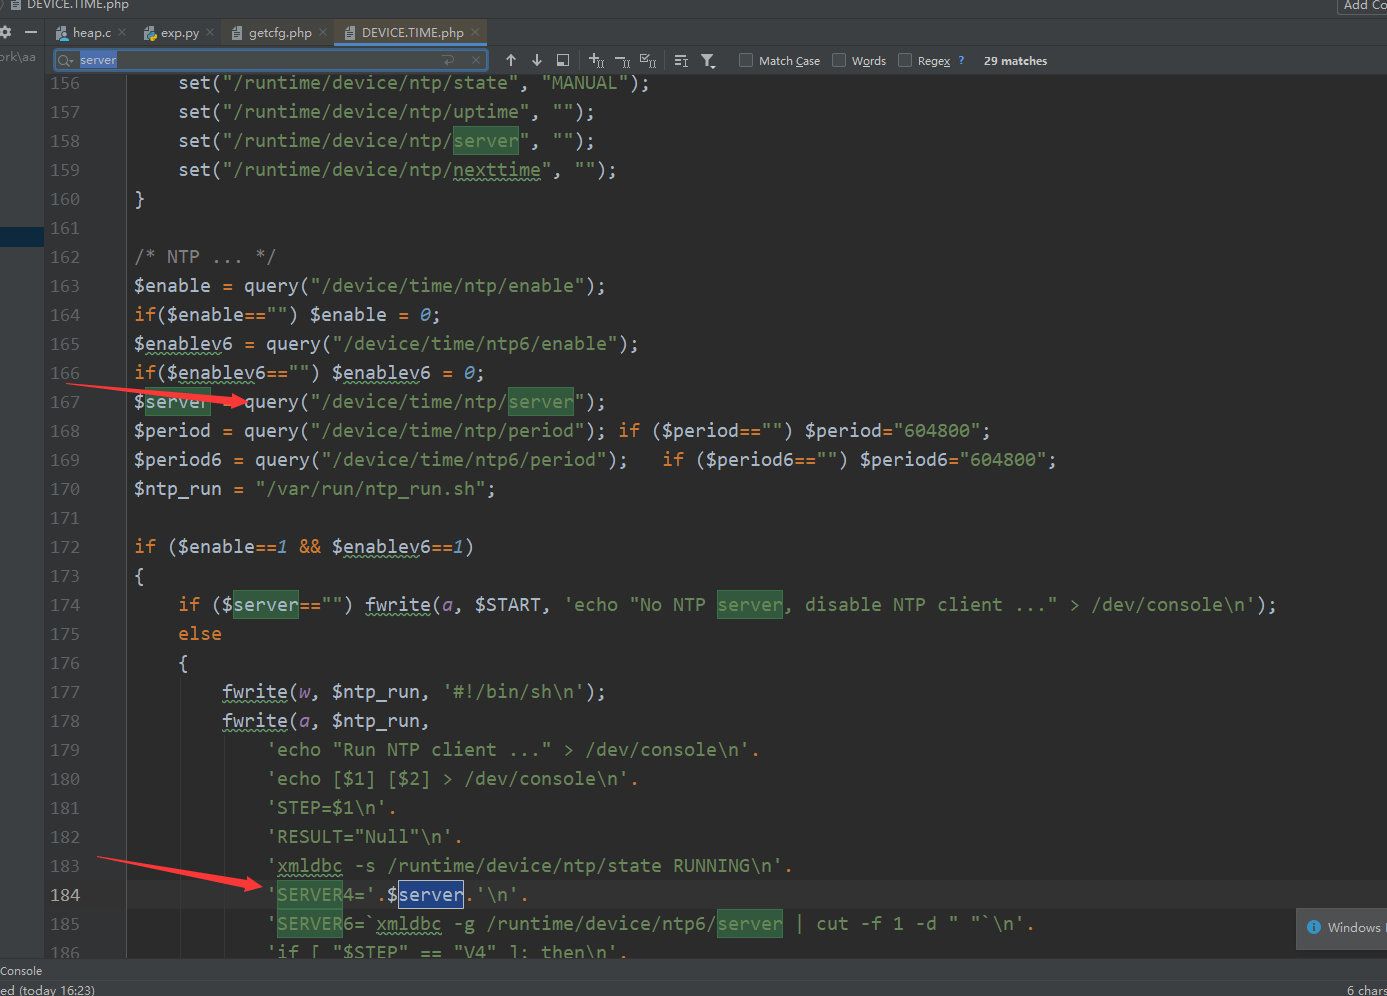 DEVICE.TIME.php
Add Co
heap.c
exp.py
getcfg.php
DEVICE.TIME.php
ork\aa
server
Match Case
Words
Regex
?
29 matches
156 set("/runtime/device/ntp/state", "MANUAL");
157 set("/runtime/device/ntp/uptime", "");
158 set("/runtime/device/ntp/server", "");
159 set("/runtime/device/ntp/nexttime", "");
160 }
161
162 /* NTP ... */
163 $enable = query("/device/time/ntp/enable");
164 if($enable=="") $enable = 0;
165 $enablev6 = query("/device/time/ntp6/enable");
166 if($enablev6=="") $enablev6 = 0;
167 $server = query("/device/time/ntp/server");
168 $period = query("/device/time/ntp/period"); if ($period=="") $period="604800";
169 $period6 = query("/device/time/ntp6/period"); if ($period6=="") $period6="604800";
170 $ntp_run = "/var/run/ntp_run.sh";
171
172 if ($enable==1 && $enablev6==1)
173 {
174 if ($server=="") fwrite(a, $START, 'echo "No NTP server, disable NTP client ..." > /dev/console\n');
175 else
176 {
177 fwrite(w, $ntp_run, '#!/bin/sh\n');
178 fwrite(a, $ntp_run,
179 'echo "Run NTP client ..." > /dev/console\n'.
180 'echo [$1] [$2] > /dev/console\n'.
181 'STEP=$1\n'.
182 'RESULT="Null"\n'.
183 'xmldbc -s /runtime/device/ntp/state RUNNING\n'.
184 'SERVER4='.$server.'\n'.
185 'SERVER6=`xmldbc -g /runtime/device/ntp6/server | cut -f 1 -d " "`\n'.
186 'if [ "$STEP" == "V4" ]; then\n'.
Windows
Console
ed (today 16:23)
6 chars